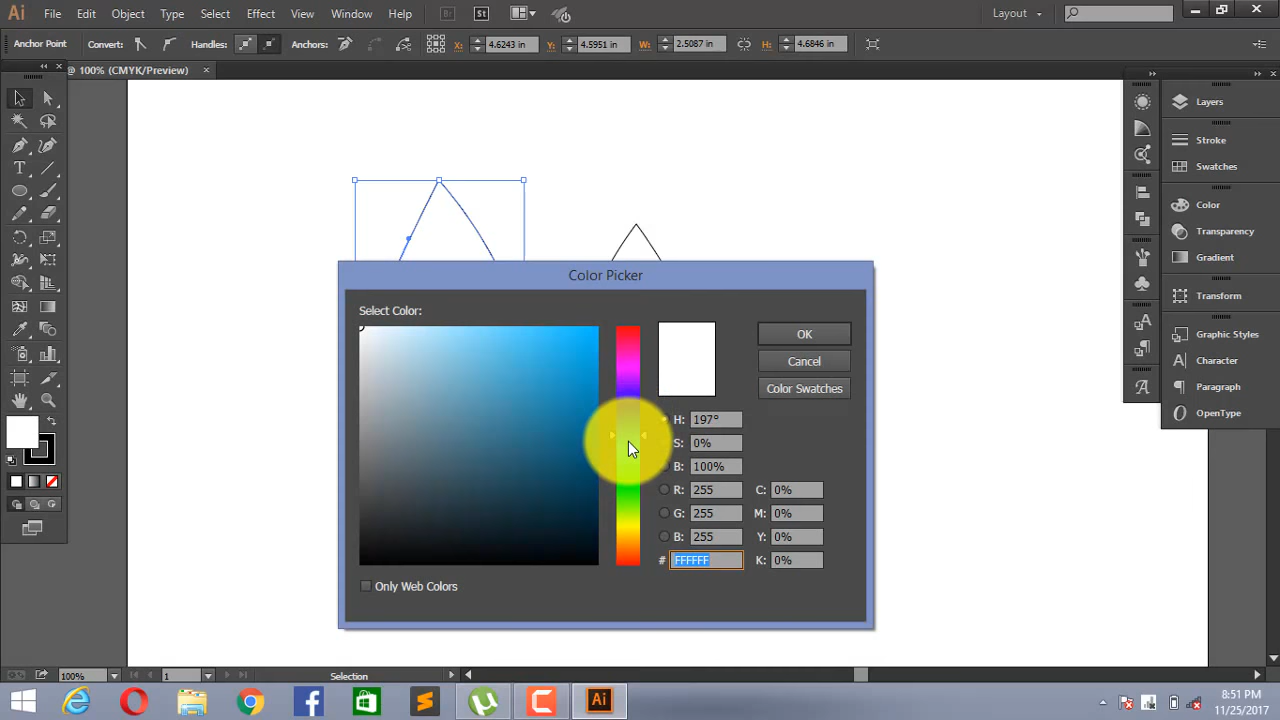 Ai File Edit Object Type Select Effect View Window Help Br St Layout
Anchor Point Convert: Handles: Anchors: X: 4.6243 in Y: 4.5951 in W: 2.5087 in H: 4.6846 in
@ 100% (CMYK/Preview) ×
Layers
Stroke
Swatches
Color
Transparency
Gradient
Transform
Graphic Styles
Character
Paragraph
OpenType
Color Picker
Select Color:
OK
Cancel
Color Swatches
H: 197°
S: 0%
B: 100%
R: 255 C: 0%
G: 255 M: 0%
B: 255 Y: 0%
# FFFFFF K: 0%
Only Web Colors
100% 1 Selection
Ai
8:51 PM
11/25/2017